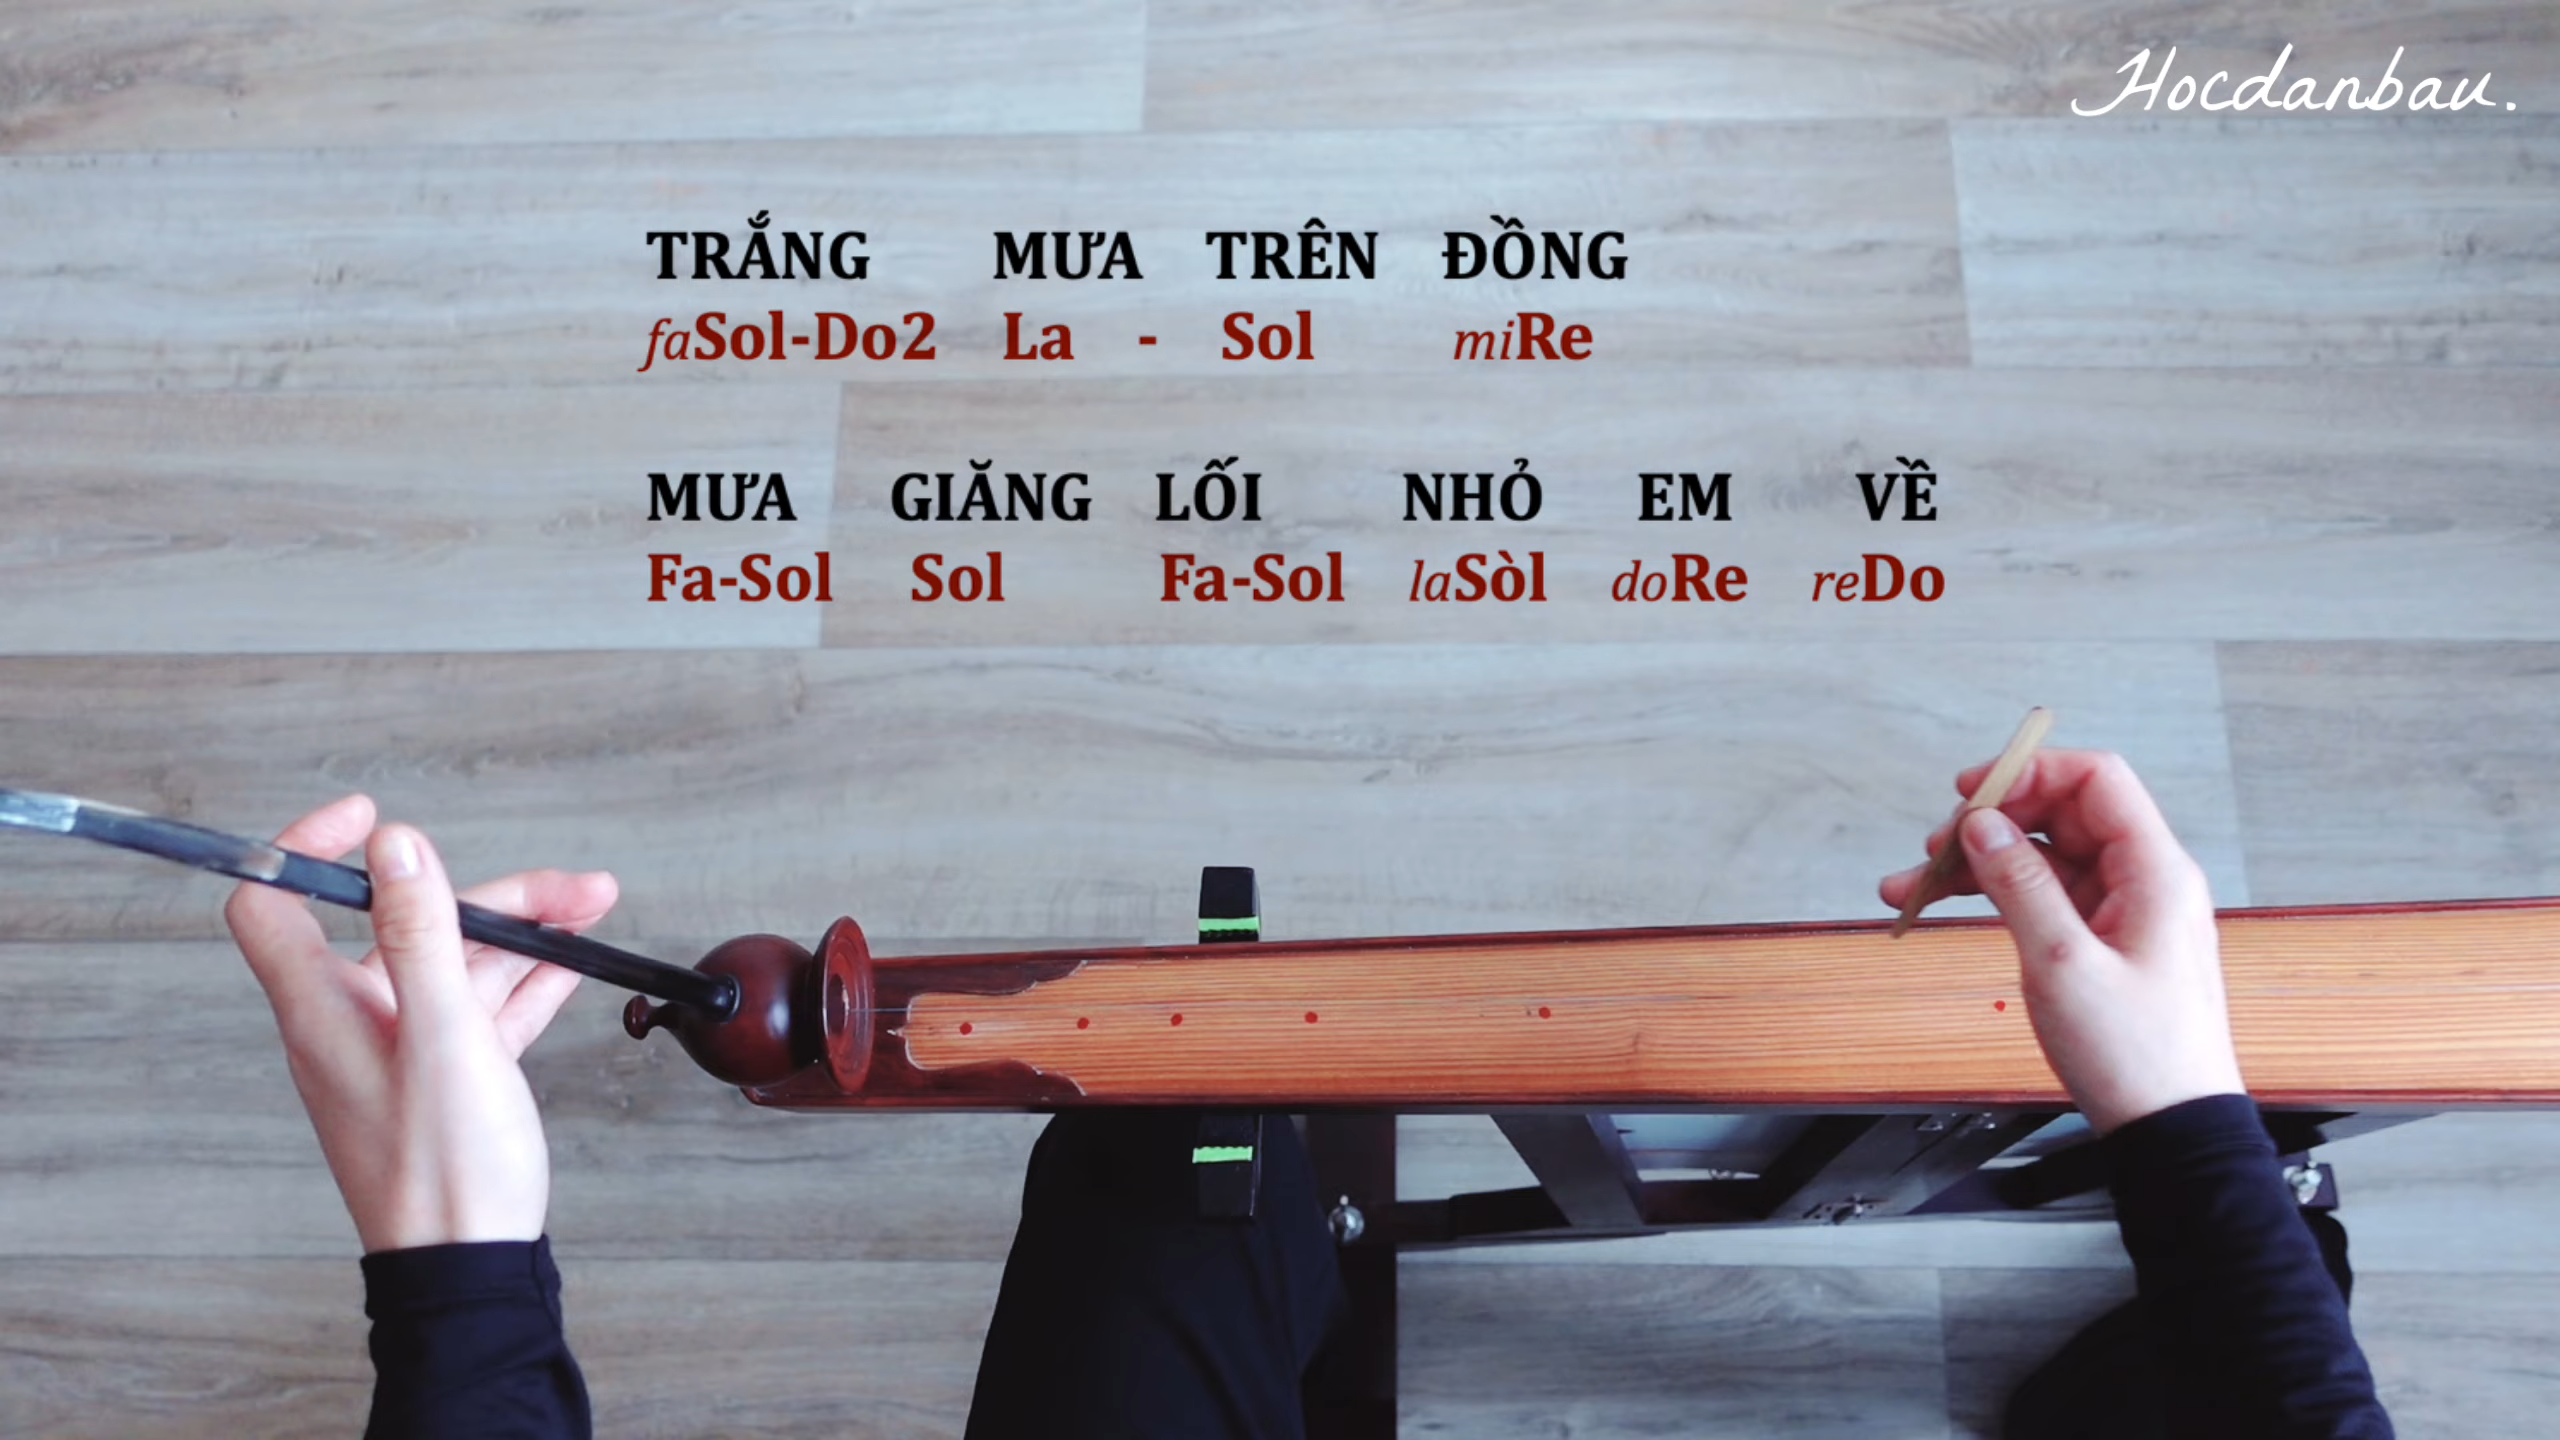 Hocdanbau.
TRẮNG MƯA TRÊN ĐỒNG
faSol-Do2 La - Sol miRe
MƯA GIĂNG LỐI NHỎ EM VỀ
Fa-Sol Sol Fa-Sol laSòl doRe reDo